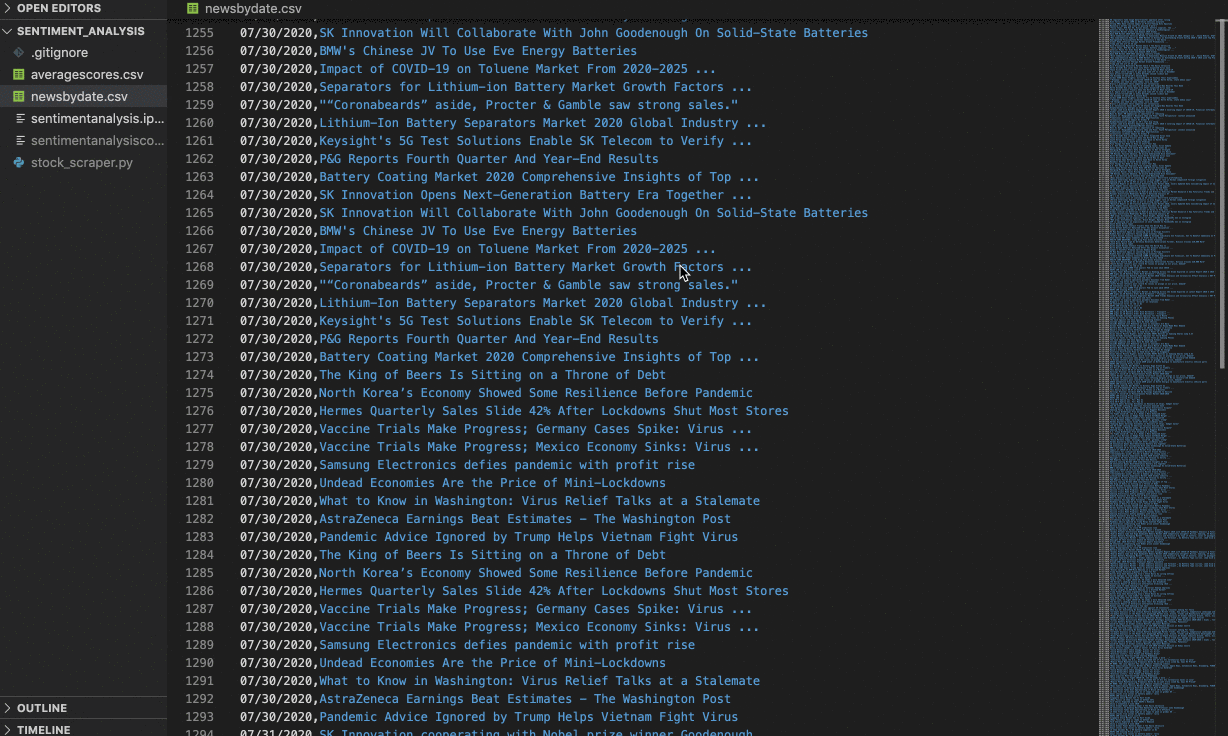 OPEN EDITORS
newsbydate.csv
SENTIMENT_ANALYSIS
.gitignore
averagescores.csv
newsbydate.csv
sentimentanalysis.ip...
sentimentanalysisco...
stock_scraper.py
OUTLINE
TIMELINE
1255 07/30/2020,SK Innovation Will Collaborate With John Goodenough On Solid-State Batteries
1256 07/30/2020,BMW's Chinese JV To Use Eve Energy Batteries
1257 07/30/2020,Impact of COVID-19 on Toluene Market From 2020-2025 ...
1258 07/30/2020,Separators for Lithium-ion Battery Market Growth Factors ...
1259 07/30/2020,"“Coronabeards” aside, Procter & Gamble saw strong sales."
1260 07/30/2020,Lithium-Ion Battery Separators Market 2020 Global Industry ...
1261 07/30/2020,Keysight's 5G Test Solutions Enable SK Telecom to Verify ...
1262 07/30/2020,P&G Reports Fourth Quarter And Year-End Results
1263 07/30/2020,Battery Coating Market 2020 Comprehensive Insights of Top ...
1264 07/30/2020,SK Innovation Opens Next-Generation Battery Era Together ...
1265 07/30/2020,SK Innovation Will Collaborate With John Goodenough On Solid-State Batteries
1266 07/30/2020,BMW's Chinese JV To Use Eve Energy Batteries
1267 07/30/2020,Impact of COVID-19 on Toluene Market From 2020-2025 ...
1268 07/30/2020,Separators for Lithium-ion Battery Market Growth Factors ...
1269 07/30/2020,"“Coronabeards” aside, Procter & Gamble saw strong sales."
1270 07/30/2020,Lithium-Ion Battery Separators Market 2020 Global Industry ...
1271 07/30/2020,Keysight's 5G Test Solutions Enable SK Telecom to Verify ...
1272 07/30/2020,P&G Reports Fourth Quarter And Year-End Results
1273 07/30/2020,Battery Coating Market 2020 Comprehensive Insights of Top ...
1274 07/30/2020,The King of Beers Is Sitting on a Throne of Debt
1275 07/30/2020,North Korea’s Economy Showed Some Resilience Before Pandemic
1276 07/30/2020,Hermes Quarterly Sales Slide 42% After Lockdowns Shut Most Stores
1277 07/30/2020,Vaccine Trials Make Progress; Germany Cases Spike: Virus ...
1278 07/30/2020,Vaccine Trials Make Progress; Mexico Economy Sinks: Virus ...
1279 07/30/2020,Samsung Electronics defies pandemic with profit rise
1280 07/30/2020,Undead Economies Are the Price of Mini-Lockdowns
1281 07/30/2020,What to Know in Washington: Virus Relief Talks at a Stalemate
1282 07/30/2020,AstraZeneca Earnings Beat Estimates - The Washington Post
1283 07/30/2020,Pandemic Advice Ignored by Trump Helps Vietnam Fight Virus
1284 07/30/2020,The King of Beers Is Sitting on a Throne of Debt
1285 07/30/2020,North Korea’s Economy Showed Some Resilience Before Pandemic
1286 07/30/2020,Hermes Quarterly Sales Slide 42% After Lockdowns Shut Most Stores
1287 07/30/2020,Vaccine Trials Make Progress; Germany Cases Spike: Virus ...
1288 07/30/2020,Vaccine Trials Make Progress; Mexico Economy Sinks: Virus ...
1289 07/30/2020,Samsung Electronics defies pandemic with profit rise
1290 07/30/2020,Undead Economies Are the Price of Mini-Lockdowns
1291 07/30/2020,What to Know in Washington: Virus Relief Talks at a Stalemate
1292 07/30/2020,AstraZeneca Earnings Beat Estimates - The Washington Post
1293 07/30/2020,Pandemic Advice Ignored by Trump Helps Vietnam Fight Virus
1294 07/31/2020,SK Innovation cooperating with Nobel prize winner Goodenough